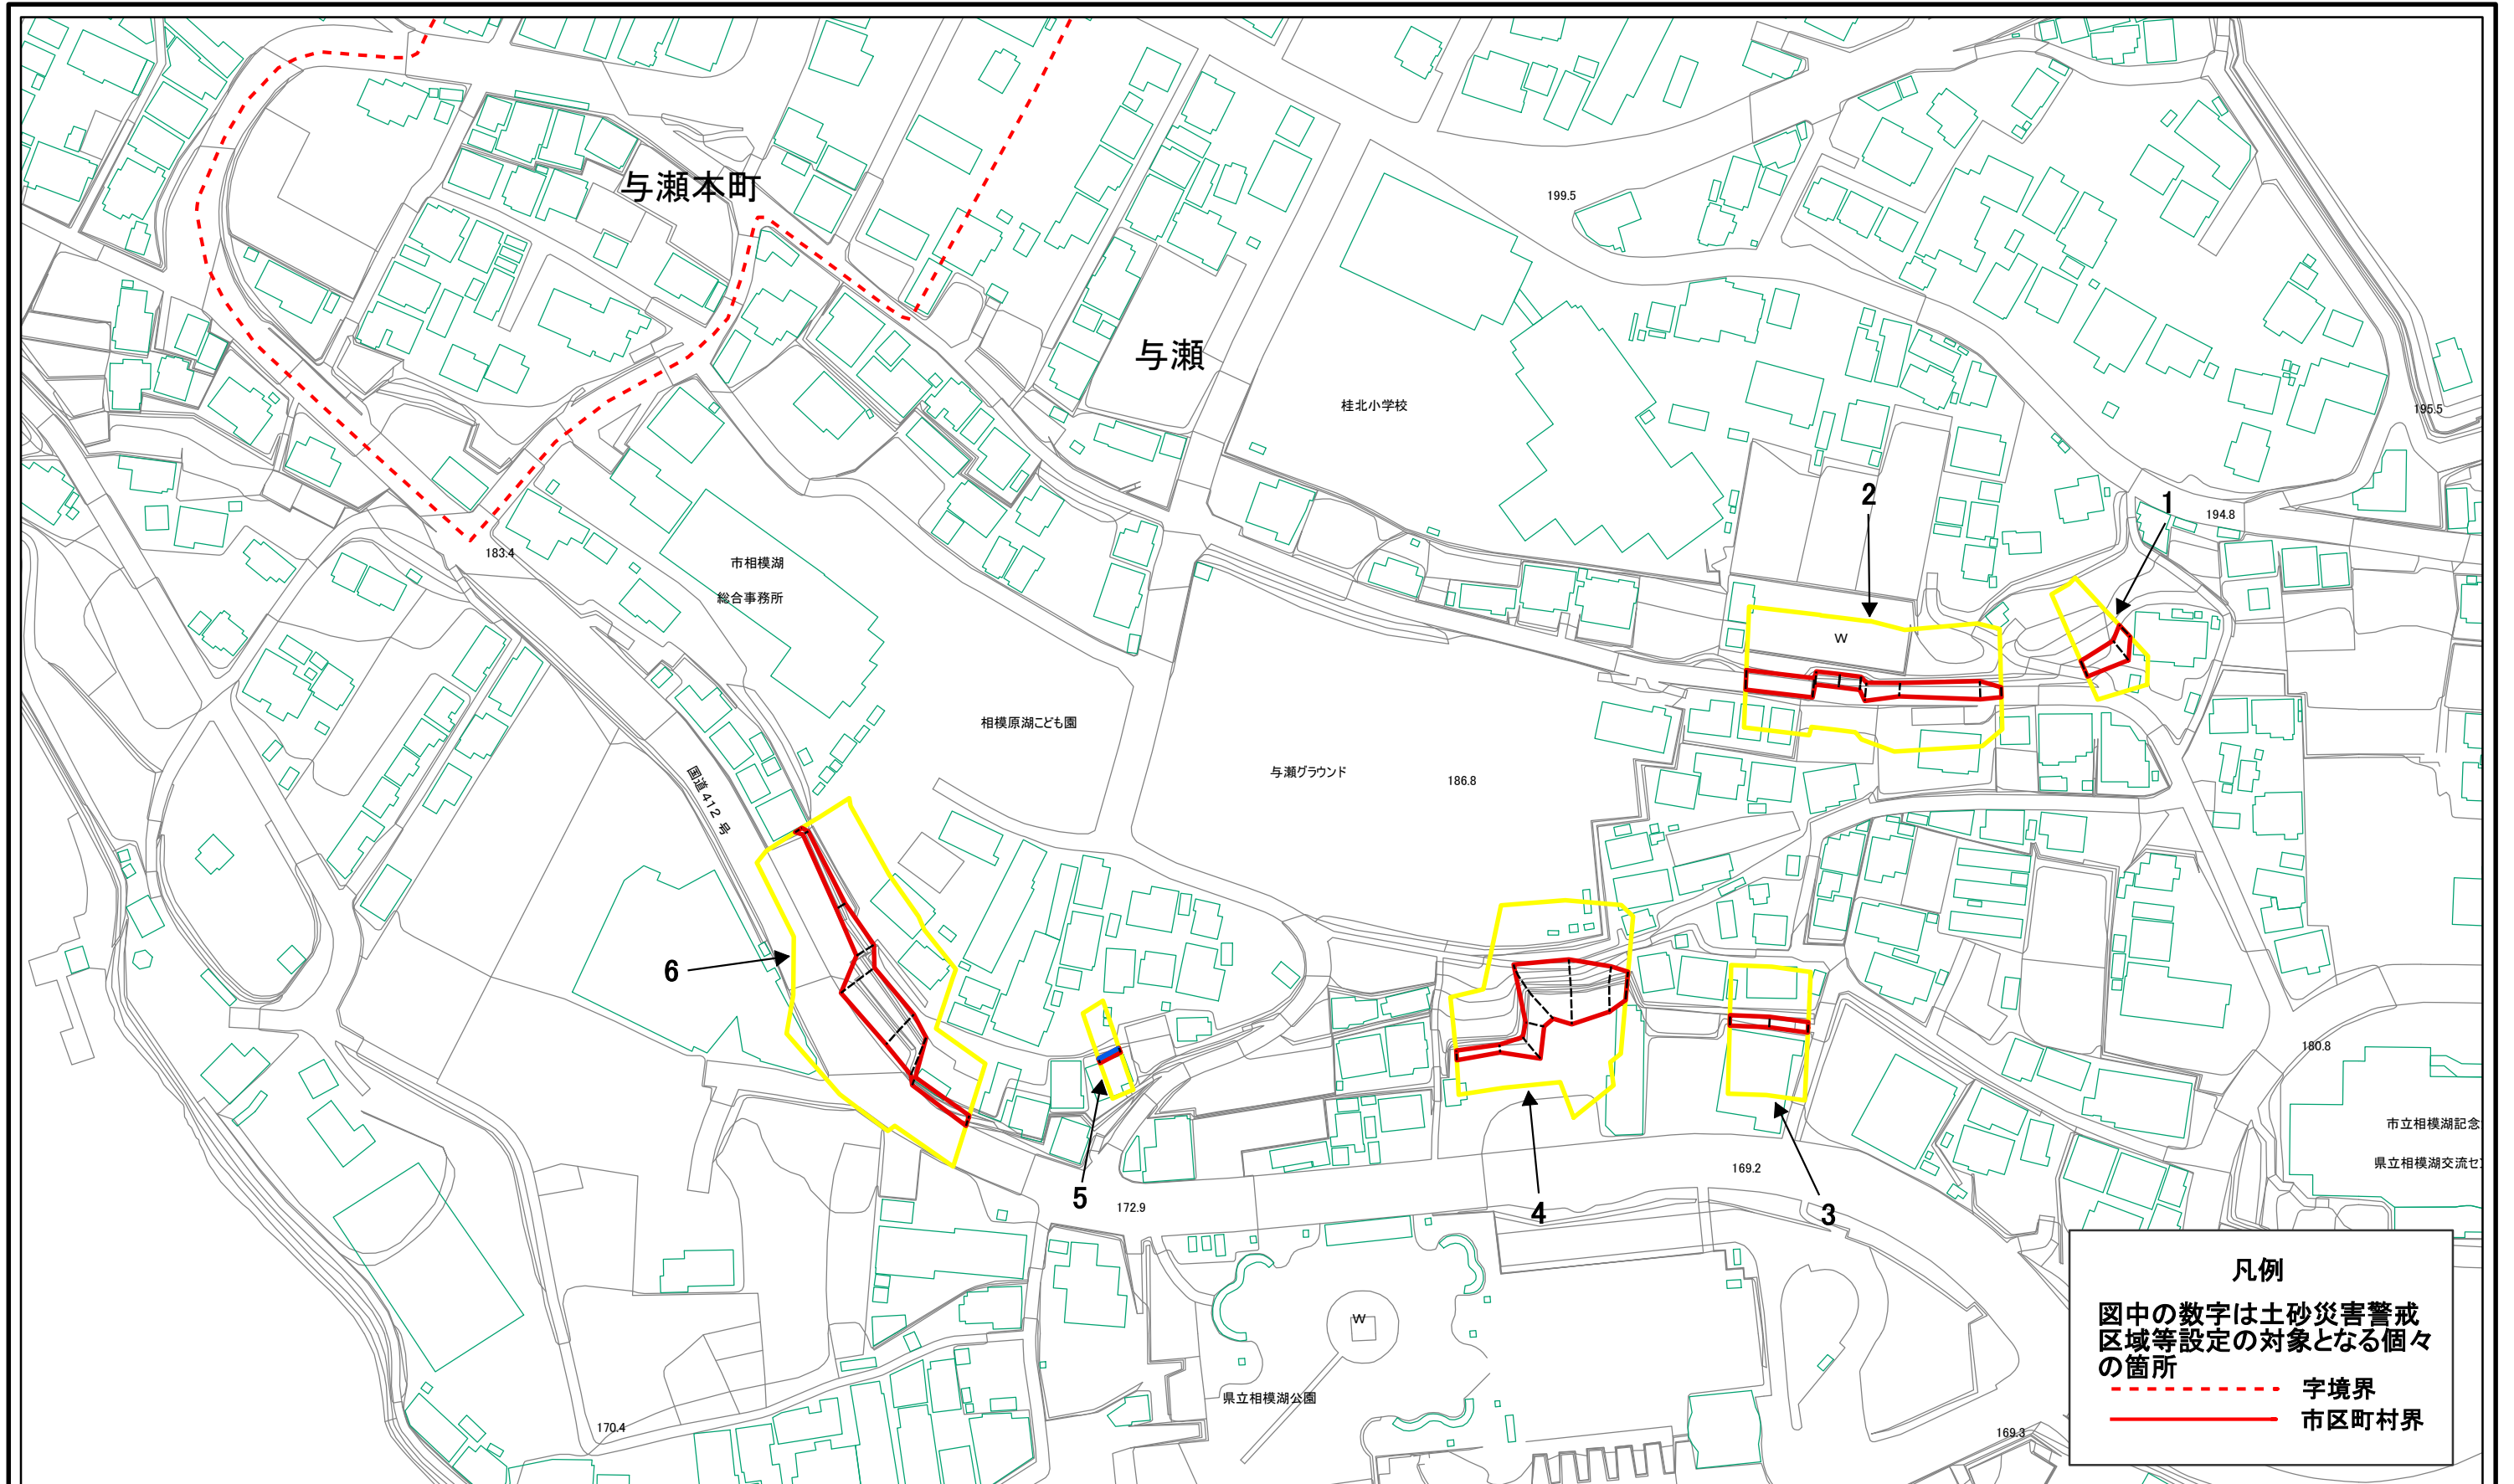 与瀬本町
199.5
与瀬
桂北小学校
195.5
2
1
194.8
183.4
市相模湖
総合事務所
W
相模原湖こども園
国道412号
与瀬グラウンド
186.8
6
180.8
市立相模湖記念
県立相模湖交流セン
169.2
5
172.9
4
3
W
県立相模湖公園
170.4
169.3
凡例
図中の数字は土砂災害警戒
区域等設定の対象となる個々
の箇所
字境界
市区町村界